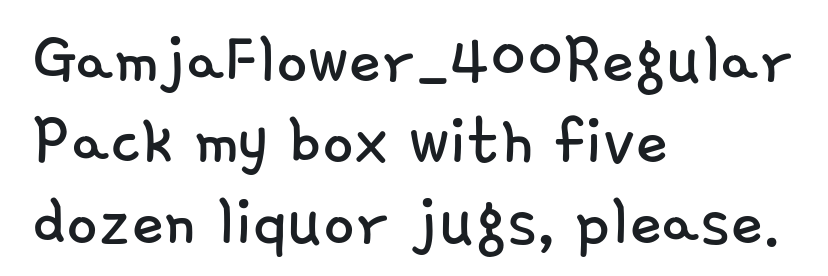 GamjaFlower_400Regular
Pack my box with five
dozen liquor jugs, please.